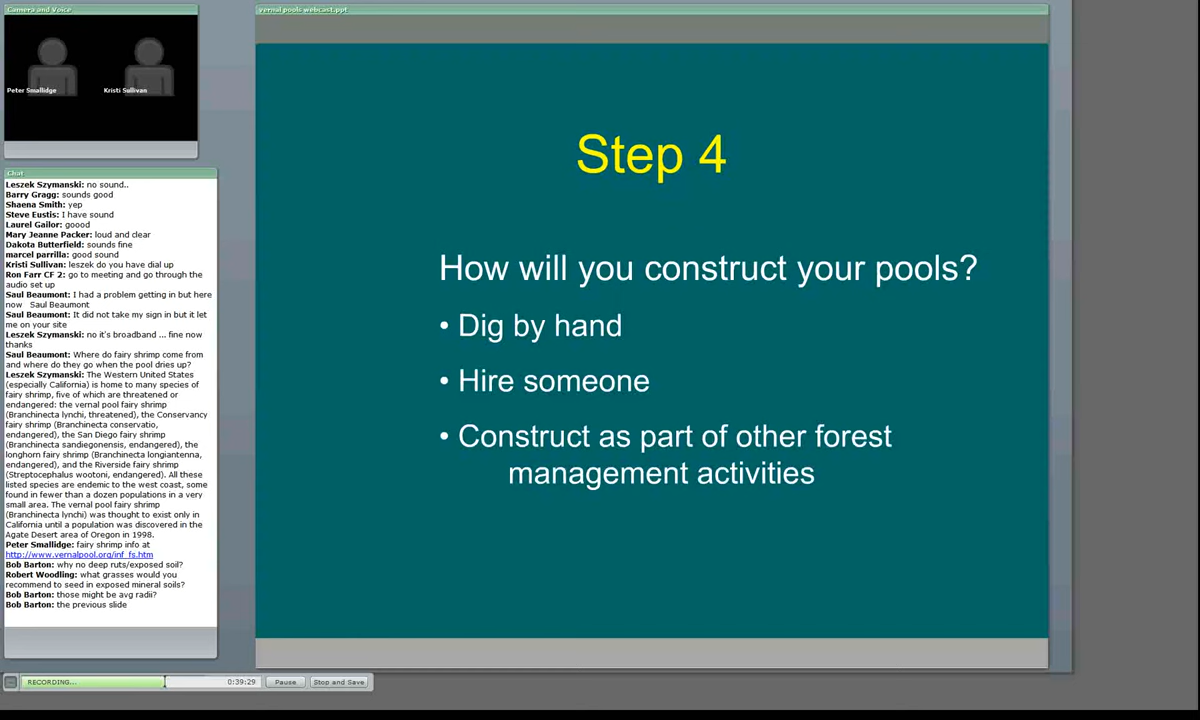 Camera and Voice
Peter Smallidge
Kristi Sullivan
Chat
Leszek Szymanski: no sound..
Barry Gragg: sounds good
Shaena Smith: yep
Steve Eustis: I have sound
Laurel Gailor: goood
Mary Jeanne Packer: loud and clear
Dakota Butterfield: sounds fine
marcel parrilla: good sound
Kristi Sullivan: leszek do you have dial up
Ron Farr CF 2: go to meeting and go through the
audio set up
Saul Beaumont: I had a problem getting in but here
now Saul Beaumont
Saul Beaumont: It did not take my sign in but it let
me on your site
Leszek Szymanski: no it's broadband ... fine now
thanks
Saul Beaumont: Where do fairy shrimp come from
and where do they go when the pool dries up?
Leszek Szymanski: The Western United States
(especially California) is home to many species of
fairy shrimp, five of which are threatened or
endangered: the vernal pool fairy shrimp
(Branchinecta lynchi, threatened), the Conservancy
fairy shrimp (Branchinecta conservatio,
endangered), the San Diego fairy shrimp
(Branchinecta sandiegonensis, endangered), the
longhorn fairy shrimp (Branchinecta longiantenna,
endangered), and the Riverside fairy shrimp
(Streptocephalus wootoni, endangered). All these
listed species are endemic to the west coast, some
found in fewer than a dozen populations in a very
small area. The vernal pool fairy shrimp
(Branchinecta lynchi) was thought to exist only in
California until a population was discovered in the
Agate Desert area of Oregon in 1998.
Peter Smallidge: fairy shrimp info at
http://www.vernalpool.org/inf_fs.htm
Bob Barton: why no deep ruts/exposed soil?
Robert Woodling: what grasses would you
recommend to seed in exposed mineral soils?
Bob Barton: those might be avg radii?
Bob Barton: the previous slide
RECORDING...
0:39:29
Pause
Stop and Save
vernal pools webcast.ppt
Step 4
How will you construct your pools?
• Dig by hand
• Hire someone
• Construct as part of other forest
management activities